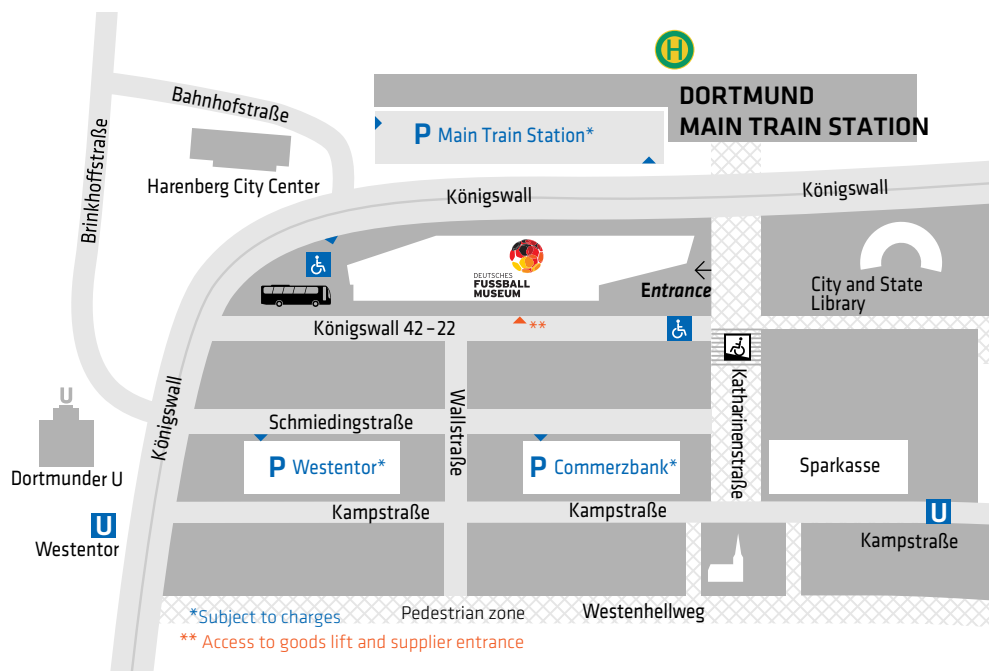 H
DORTMUND
MAIN TRAIN STATION
P Main Train Station*
Bahnhofstraße
Brinkhoffstraße
Harenberg City Center
Königswall
Königswall
DEUTSCHES
FUSSBALL
MUSEUM
Entrance
City and State
Library
Königswall 42 – 22
**
Königswall
Wallstraße
Katharinenstraße
Schmiedingstraße
U
Dortmunder U
P Westentor*
P Commerzbank*
Sparkasse
U
Westentor
Kampstraße
Kampstraße
U
Kampstraße
*Subject to charges
Pedestrian zone
Westenhellweg
** Access to goods lift and supplier entrance